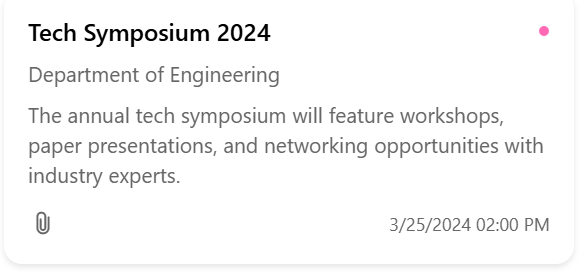 Tech Symposium 2024
Department of Engineering
The annual tech symposium will feature workshops,
paper presentations, and networking opportunities with
industry experts.
3/25/2024 02:00 PM